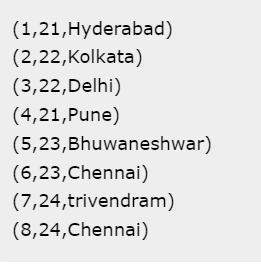 (1,21,Hyderabad)
(2,22,Kolkata)
(3,22,Delhi)
(4,21,Pune)
(5,23,Bhuwaneshwar)
(6,23,Chennai)
(7,24,trivendram)
(8,24,Chennai)